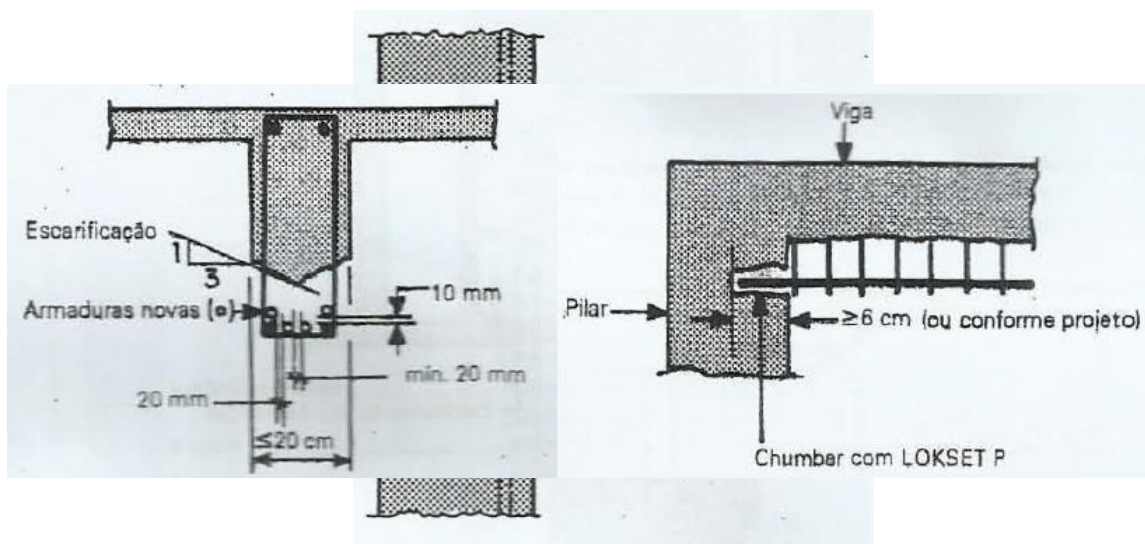 Escarificação
1
3
Armaduras novas (o)
10 mm
mín. 20 mm
20 mm
≤20 cm
Viga
Pilar
≥6 cm (ou conforme projeto)
Chumbar com LOKSET P